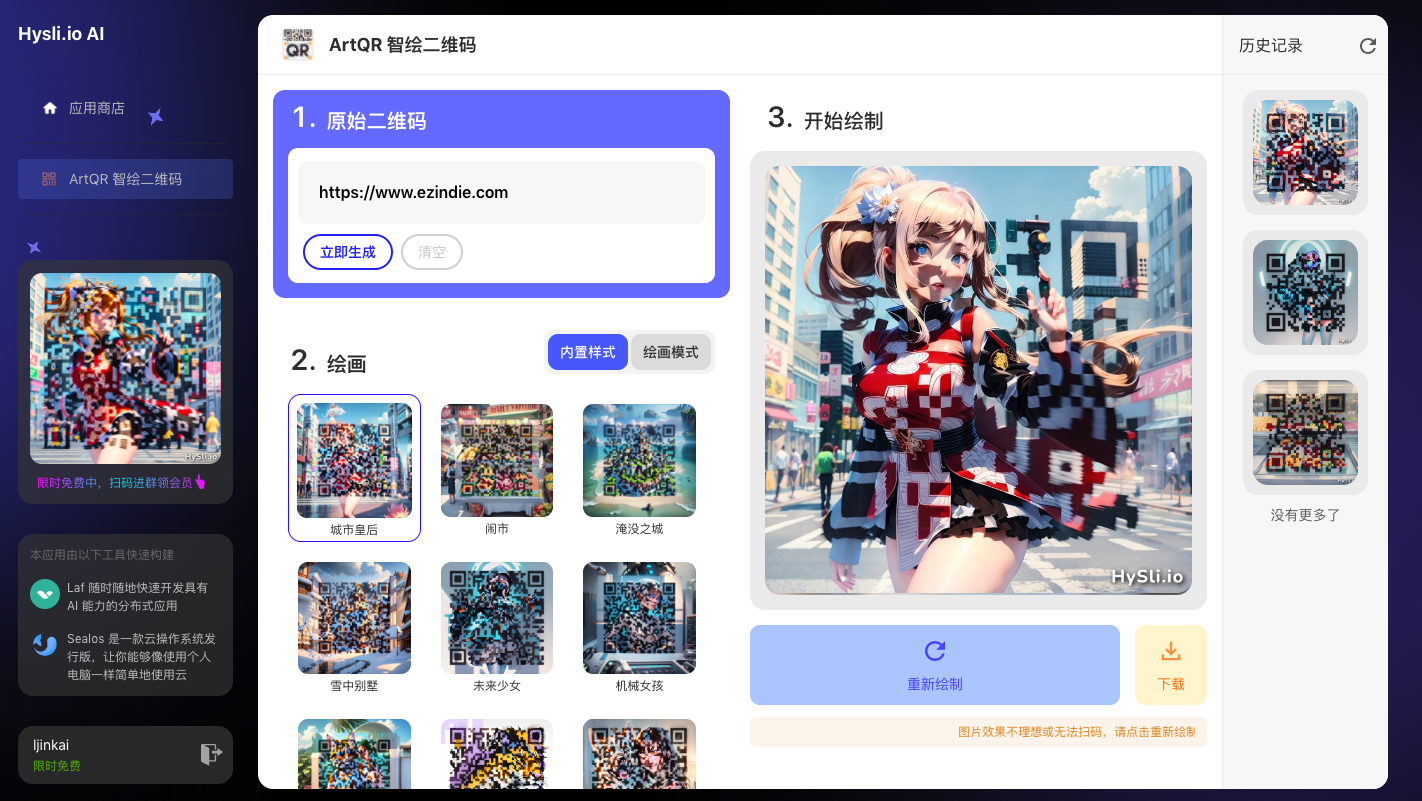 Hysli.io AI
应用商店
ArtQR 智绘二维码
HySli.io
限时免费中，扫码进群领会员
本应用由以下工具快速构建
Laf 随时随地快速开发具有
AI 能力的分布式应用
Sealos 是一款云操作系统发
行版，让你能够像使用个人
电脑一样简单地使用云
ljinkai
限时免费
QR
ArtQR 智绘二维码
1. 原始二维码
https://www.ezindie.com
立即生成
清空
2. 绘画
内置样式
绘画模式
城市皇后
闹市
淹没之城
雪中别墅
未来少女
机械女孩
3. 开始绘制
HySli.io
重新绘制
下载
图片效果不理想或无法扫码，请点击重新绘制
历史记录
没有更多了